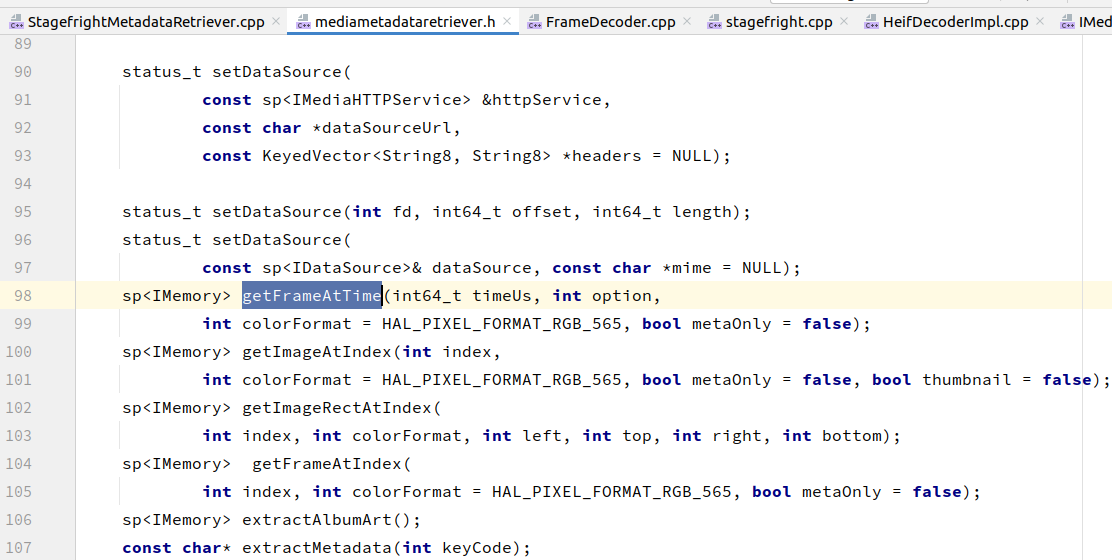 StagefrightMetadataRetriever.cpp × mediametadataretriever.h × FrameDecoder.cpp × stagefright.cpp × HeifDecoderImpl.cpp × IMed
89
90 status_t setDataSource(
91 const sp<IMediaHTTPService> &httpService,
92 const char *dataSourceUrl,
93 const KeyedVector<String8, String8> *headers = NULL);
94
95 status_t setDataSource(int fd, int64_t offset, int64_t length);
96 status_t setDataSource(
97 const sp<IDataSource>& dataSource, const char *mime = NULL);
98 sp<IMemory> getFrameAtTime(int64_t timeUs, int option,
99 int colorFormat = HAL_PIXEL_FORMAT_RGB_565, bool metaOnly = false);
100 sp<IMemory> getImageAtIndex(int index,
101 int colorFormat = HAL_PIXEL_FORMAT_RGB_565, bool metaOnly = false, bool thumbnail = false);
102 sp<IMemory> getImageRectAtIndex(
103 int index, int colorFormat, int left, int top, int right, int bottom);
104 sp<IMemory>  getFrameAtIndex(
105 int index, int colorFormat = HAL_PIXEL_FORMAT_RGB_565, bool metaOnly = false);
106 sp<IMemory> extractAlbumArt();
107 const char* extractMetadata(int keyCode);